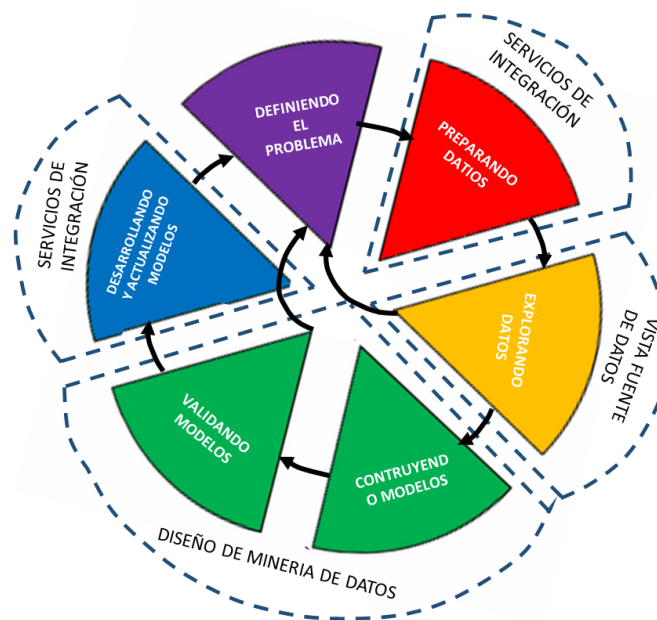 DEFINIENDO
EL
PROBLEMA
SERVICIOS DE
INTEGRACIÓN
PREPARANDO
DATIOS
VISTA FUENTE
DE DATOS
EXPLORANDO
DATOS
CONTRUYEND
O MODELOS
DISEÑO DE MINERIA DE DATOS
VALIDANDO
MODELOS
SERVICIOS DE
INTEGRACIÓN
DESARROLLANDO
Y ACTUALIZANDO
MODELOS